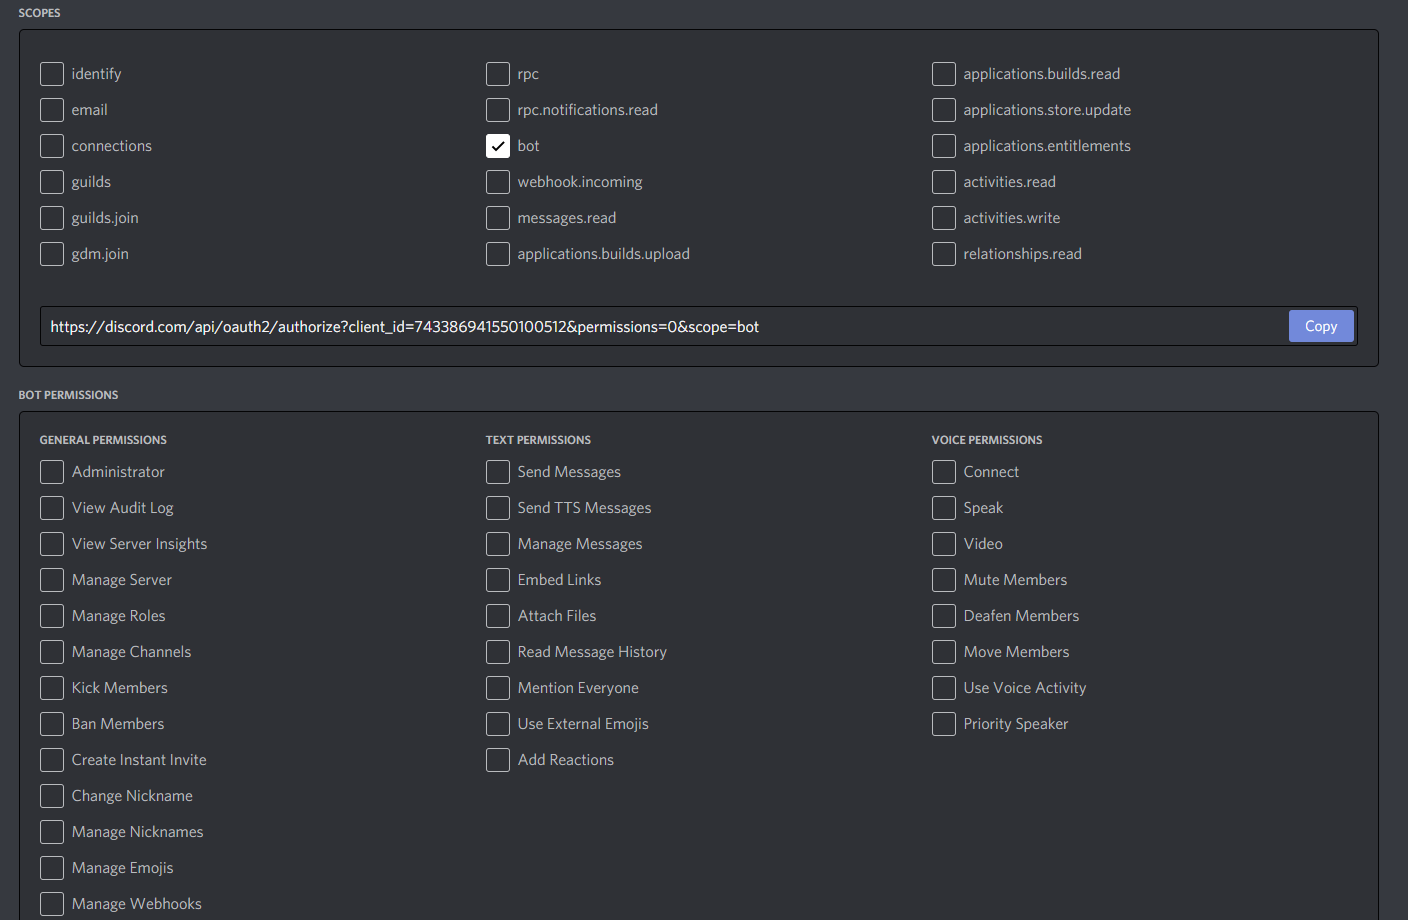 SCOPES
identify
email
connections
guilds
guilds.join
gdm.join
rpc
rpc.notifications.read
bot
webhook.incoming
messages.read
applications.builds.upload
applications.builds.read
applications.store.update
applications.entitlements
activities.read
activities.write
relationships.read
https://discord.com/api/oauth2/authorize?client_id=743386941550100512&permissions=0&scope=bot
Copy
BOT PERMISSIONS
GENERAL PERMISSIONS
Administrator
View Audit Log
View Server Insights
Manage Server
Manage Roles
Manage Channels
Kick Members
Ban Members
Create Instant Invite
Change Nickname
Manage Nicknames
Manage Emojis
Manage Webhooks
TEXT PERMISSIONS
Send Messages
Send TTS Messages
Manage Messages
Embed Links
Attach Files
Read Message History
Mention Everyone
Use External Emojis
Add Reactions
VOICE PERMISSIONS
Connect
Speak
Video
Mute Members
Deafen Members
Move Members
Use Voice Activity
Priority Speaker